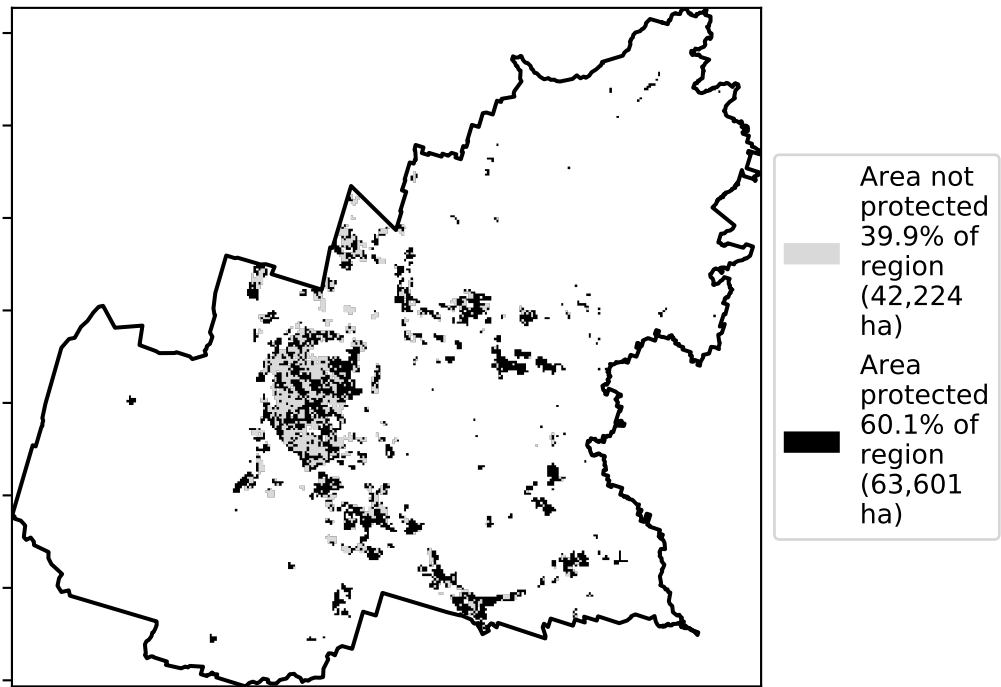 Area not
protected
39.9% of
region
(42,224
ha)
Area
protected
60.1% of
region
(63,601
ha)